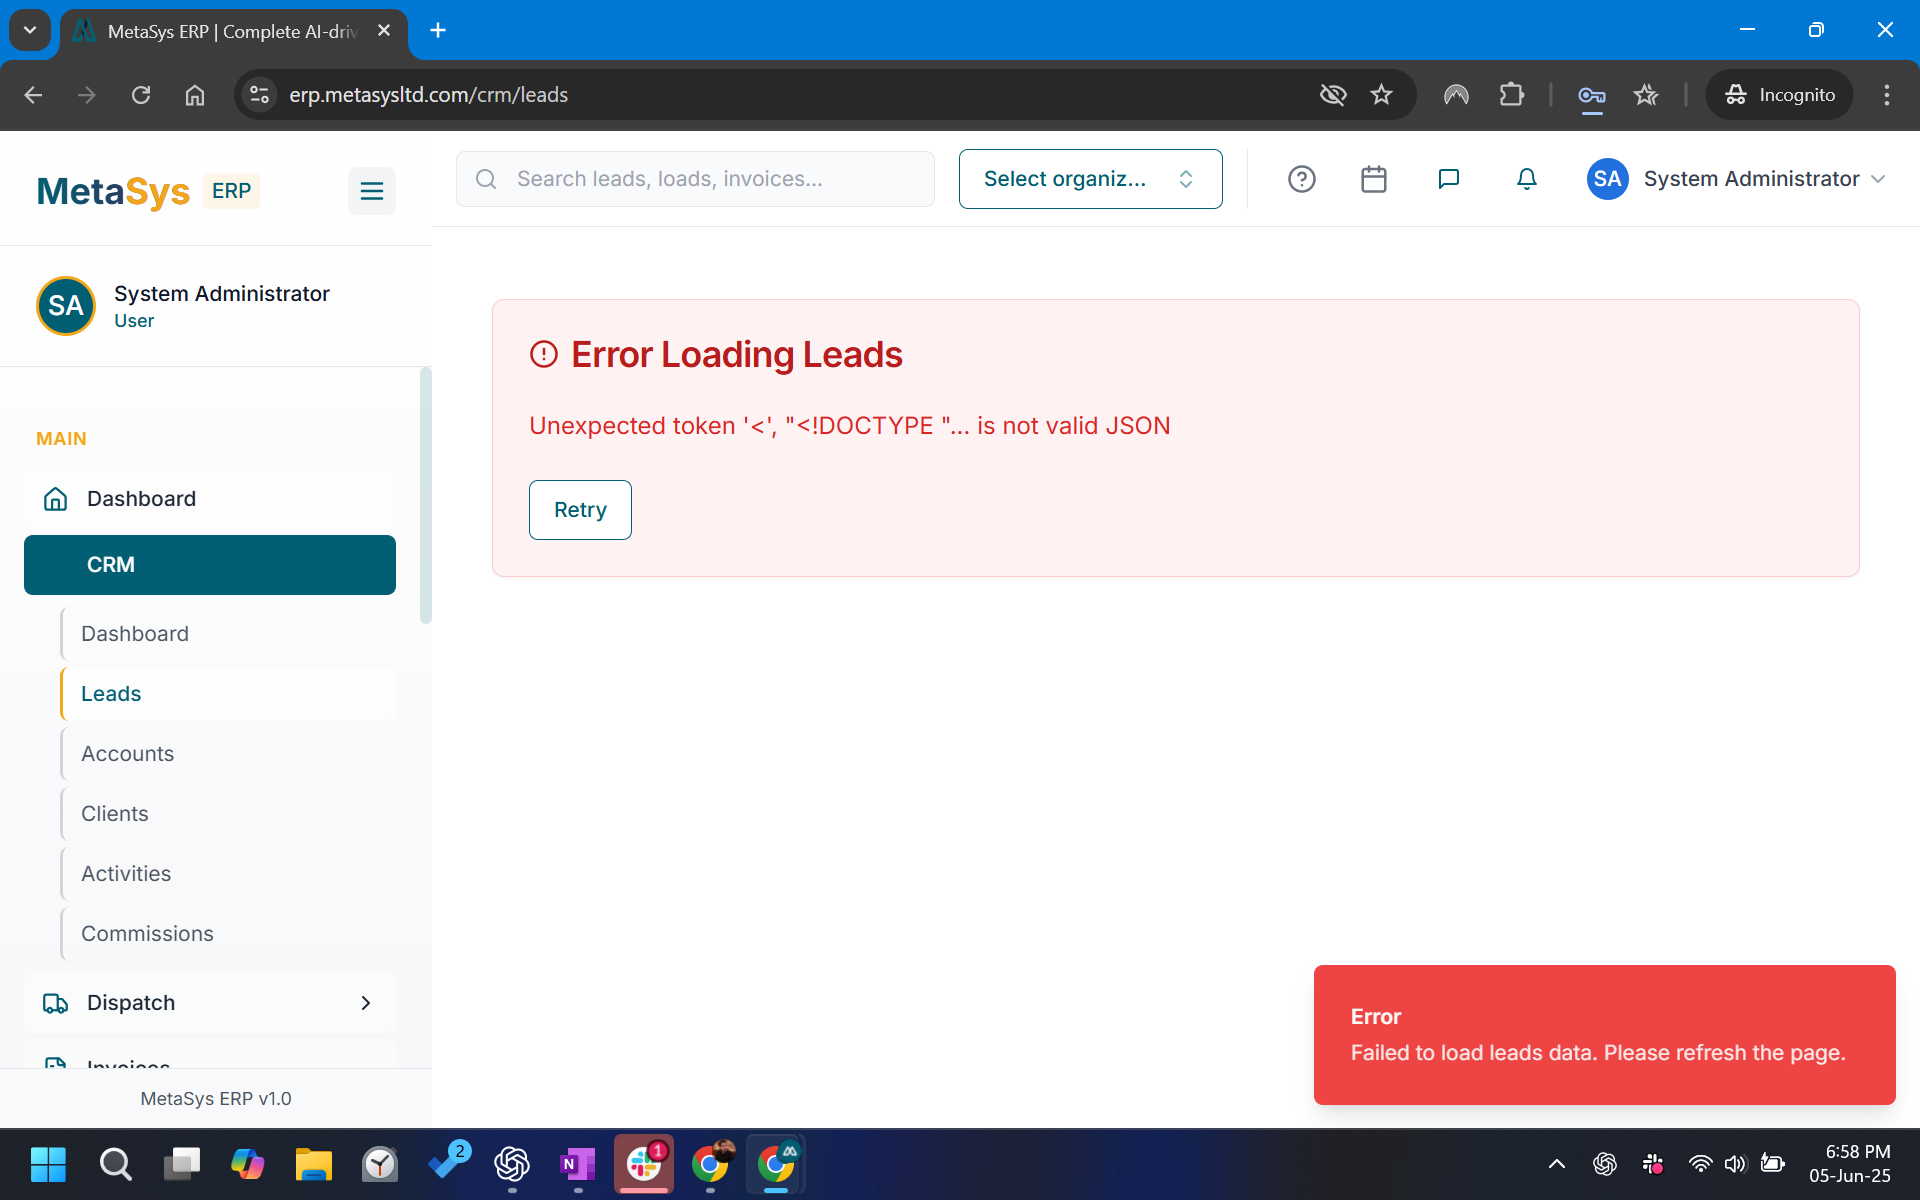 MetaSys ERP | Complete AI-driv
erp.metasysltd.com/crm/leads
Incognito
MetaSys ERP
Search leads, loads, invoices...
Select organiz...
SA
System Administrator
SA
System Administrator
User
MAIN
Dashboard
CRM
Dashboard
Leads
Accounts
Clients
Activities
Commissions
Dispatch
Invoices
MetaSys ERP v1.0
Error Loading Leads
Unexpected token '<', "<!DOCTYPE "... is not valid JSON
Retry
Error
Failed to load leads data. Please refresh the page.
2
N
1
6:58 PM
05-Jun-25